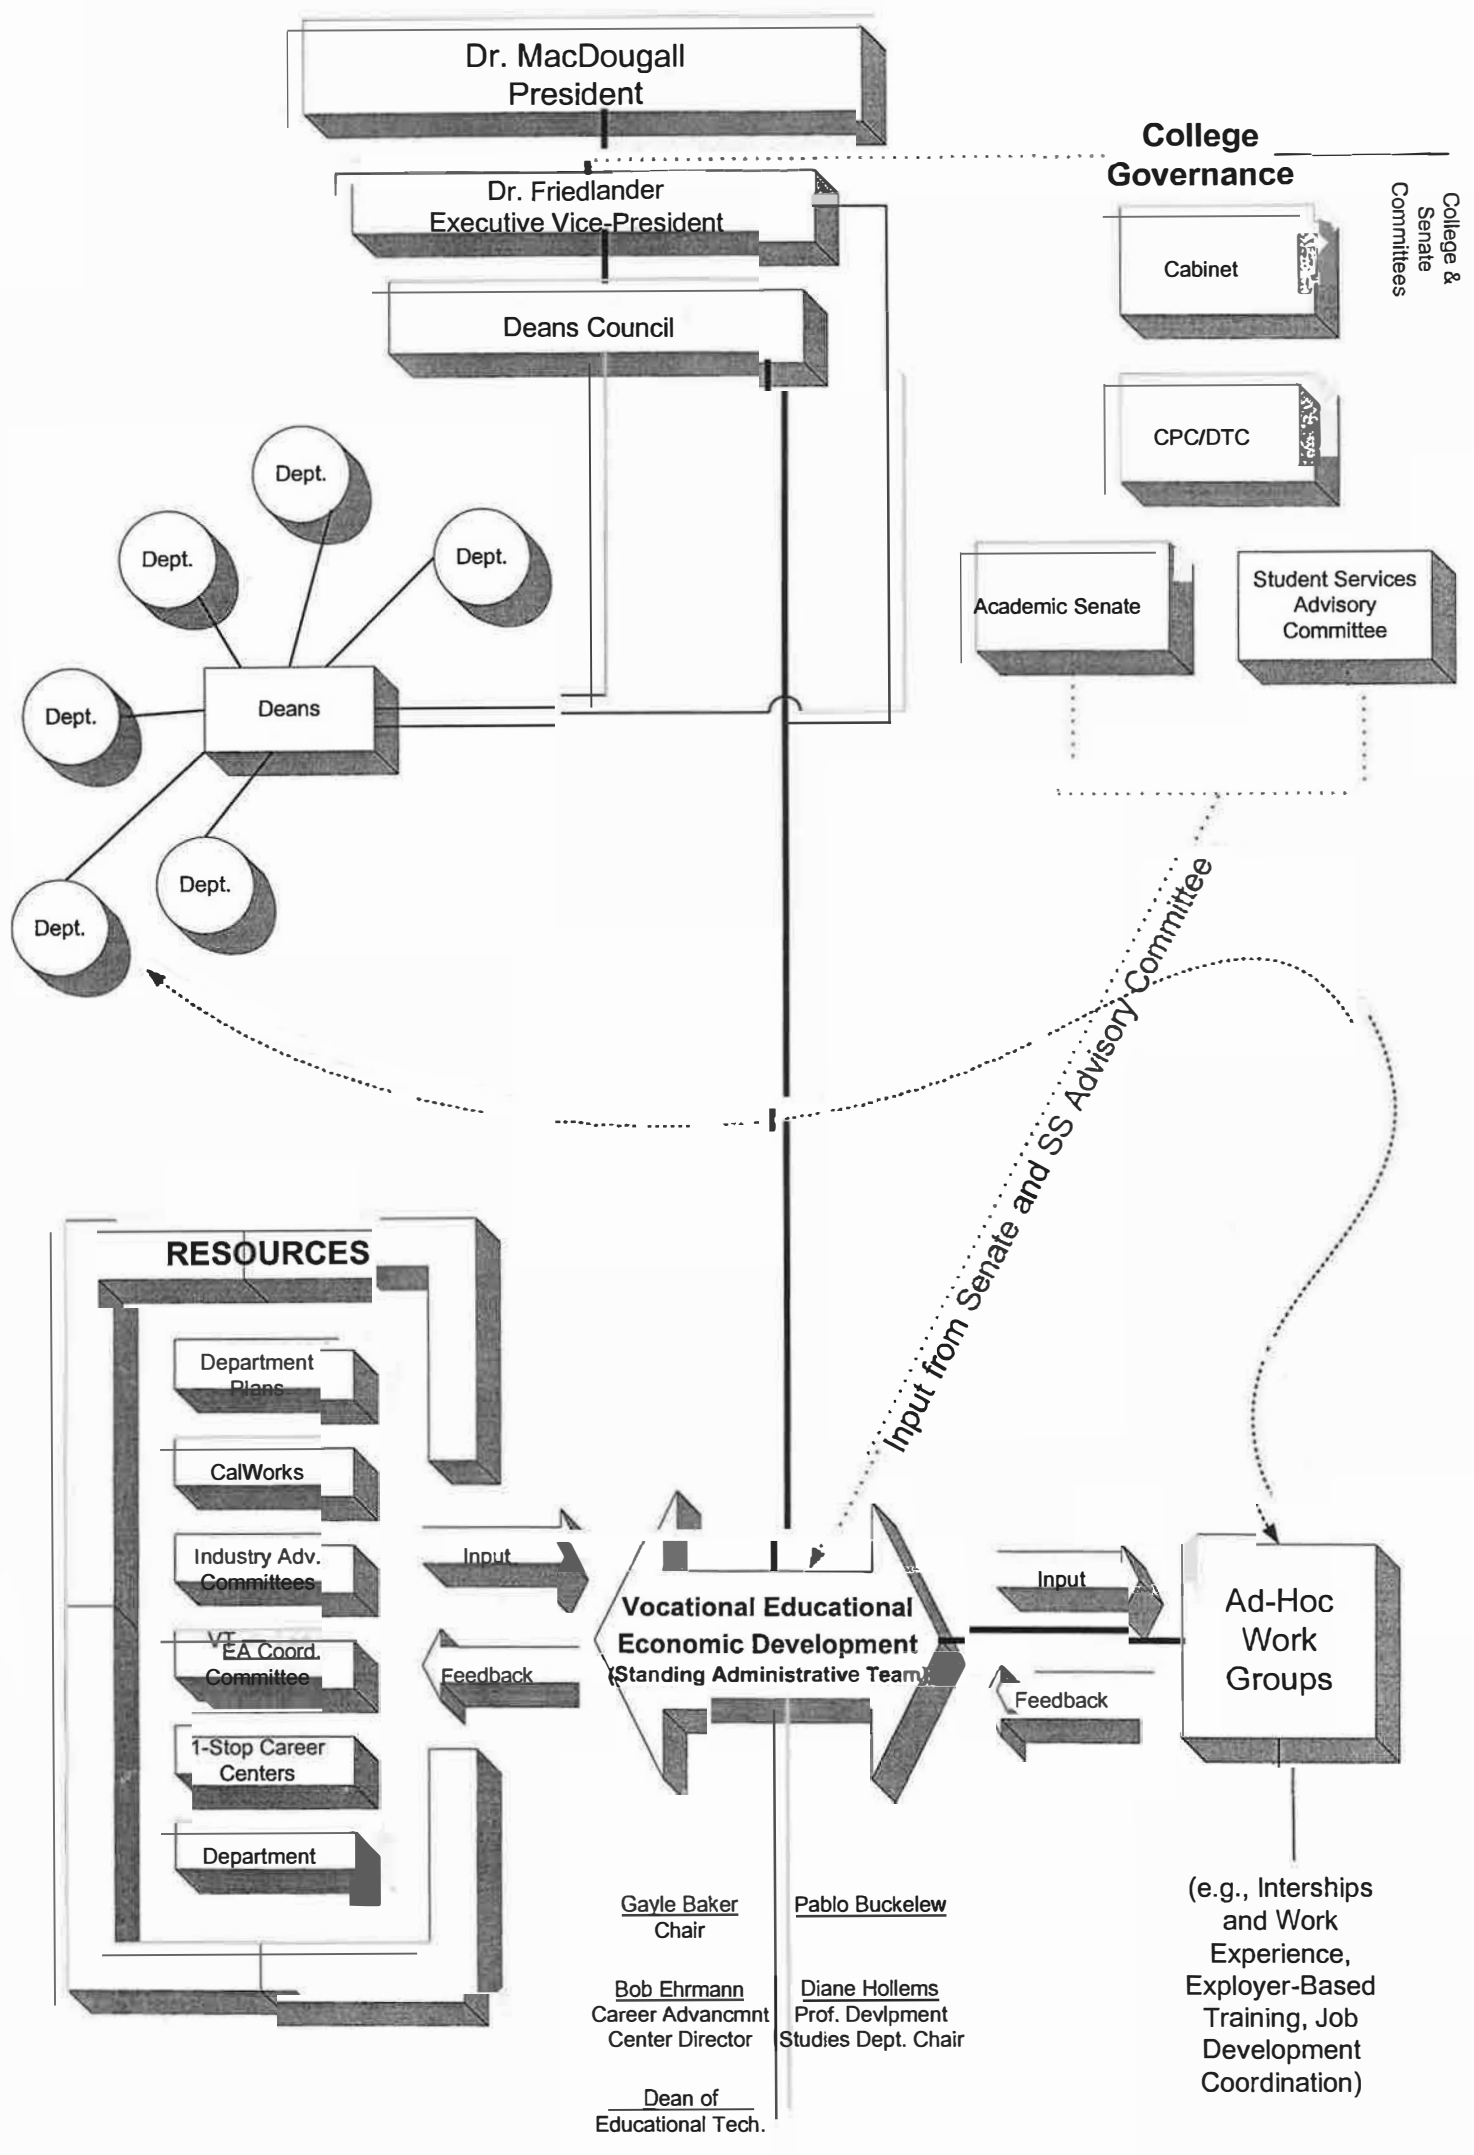 Dr. MacDougall
President
Dr. Friedlander
Executive Vice-President
Deans Council
College
Governance
College &
Senate
Committees
Cabinet
CPC/DTC
Academic Senate
Student Services
Advisory
Committee
Dept.
Dept.
Dept.
Dept.
Deans
Dept.
Dept.
Input from Senate and SS Advisory Committee
RESOURCES
Department
Plans
CalWorks
Industry Adv.
Committees
VT
EA Coord.
Committee
1-Stop Career
Centers
Department
Input
Feedback
Vocational Educational
Economic Development
(Standing Administrative Team)
Input
Feedback
Ad-Hoc
Work
Groups
Gayle Baker
Chair
Pablo Buckelew
Bob Ehrmann
Career Advancmnt
Center Director
Diane Hollems
Prof. Devlpment
Studies Dept. Chair
Dean of
Educational Tech.
(e.g., Interships
and Work
Experience,
Exployer-Based
Training, Job
Development
Coordination)